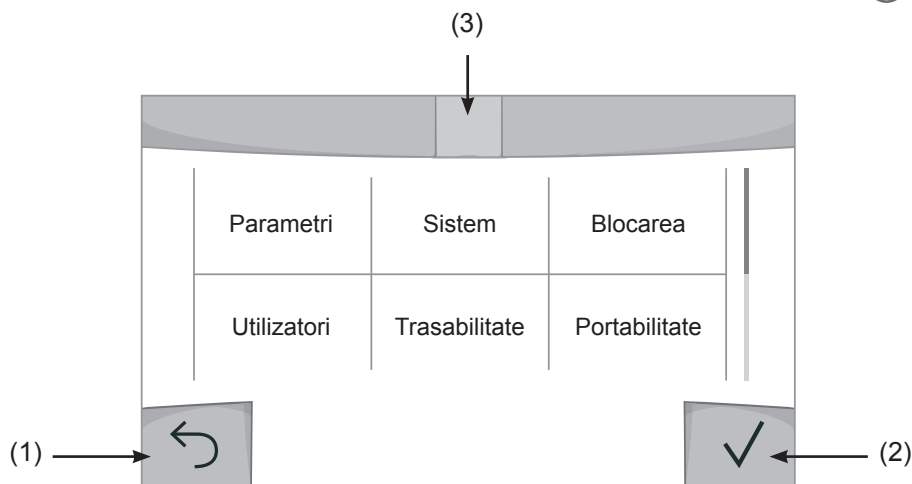 (3)
Parametri Sistem Blocarea
Utilizatori Trasabilitate Portabilitate
(1) (2)